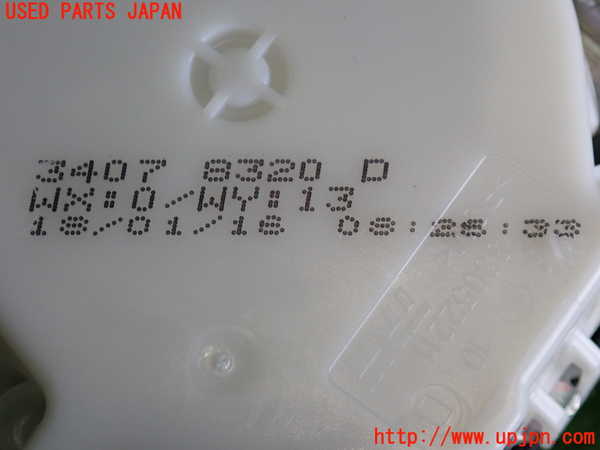 USED PARTS JAPAN
3407 8320 D
WX:0/WY:13
18/01/16 08:28:33
http://www.upjpn.com/